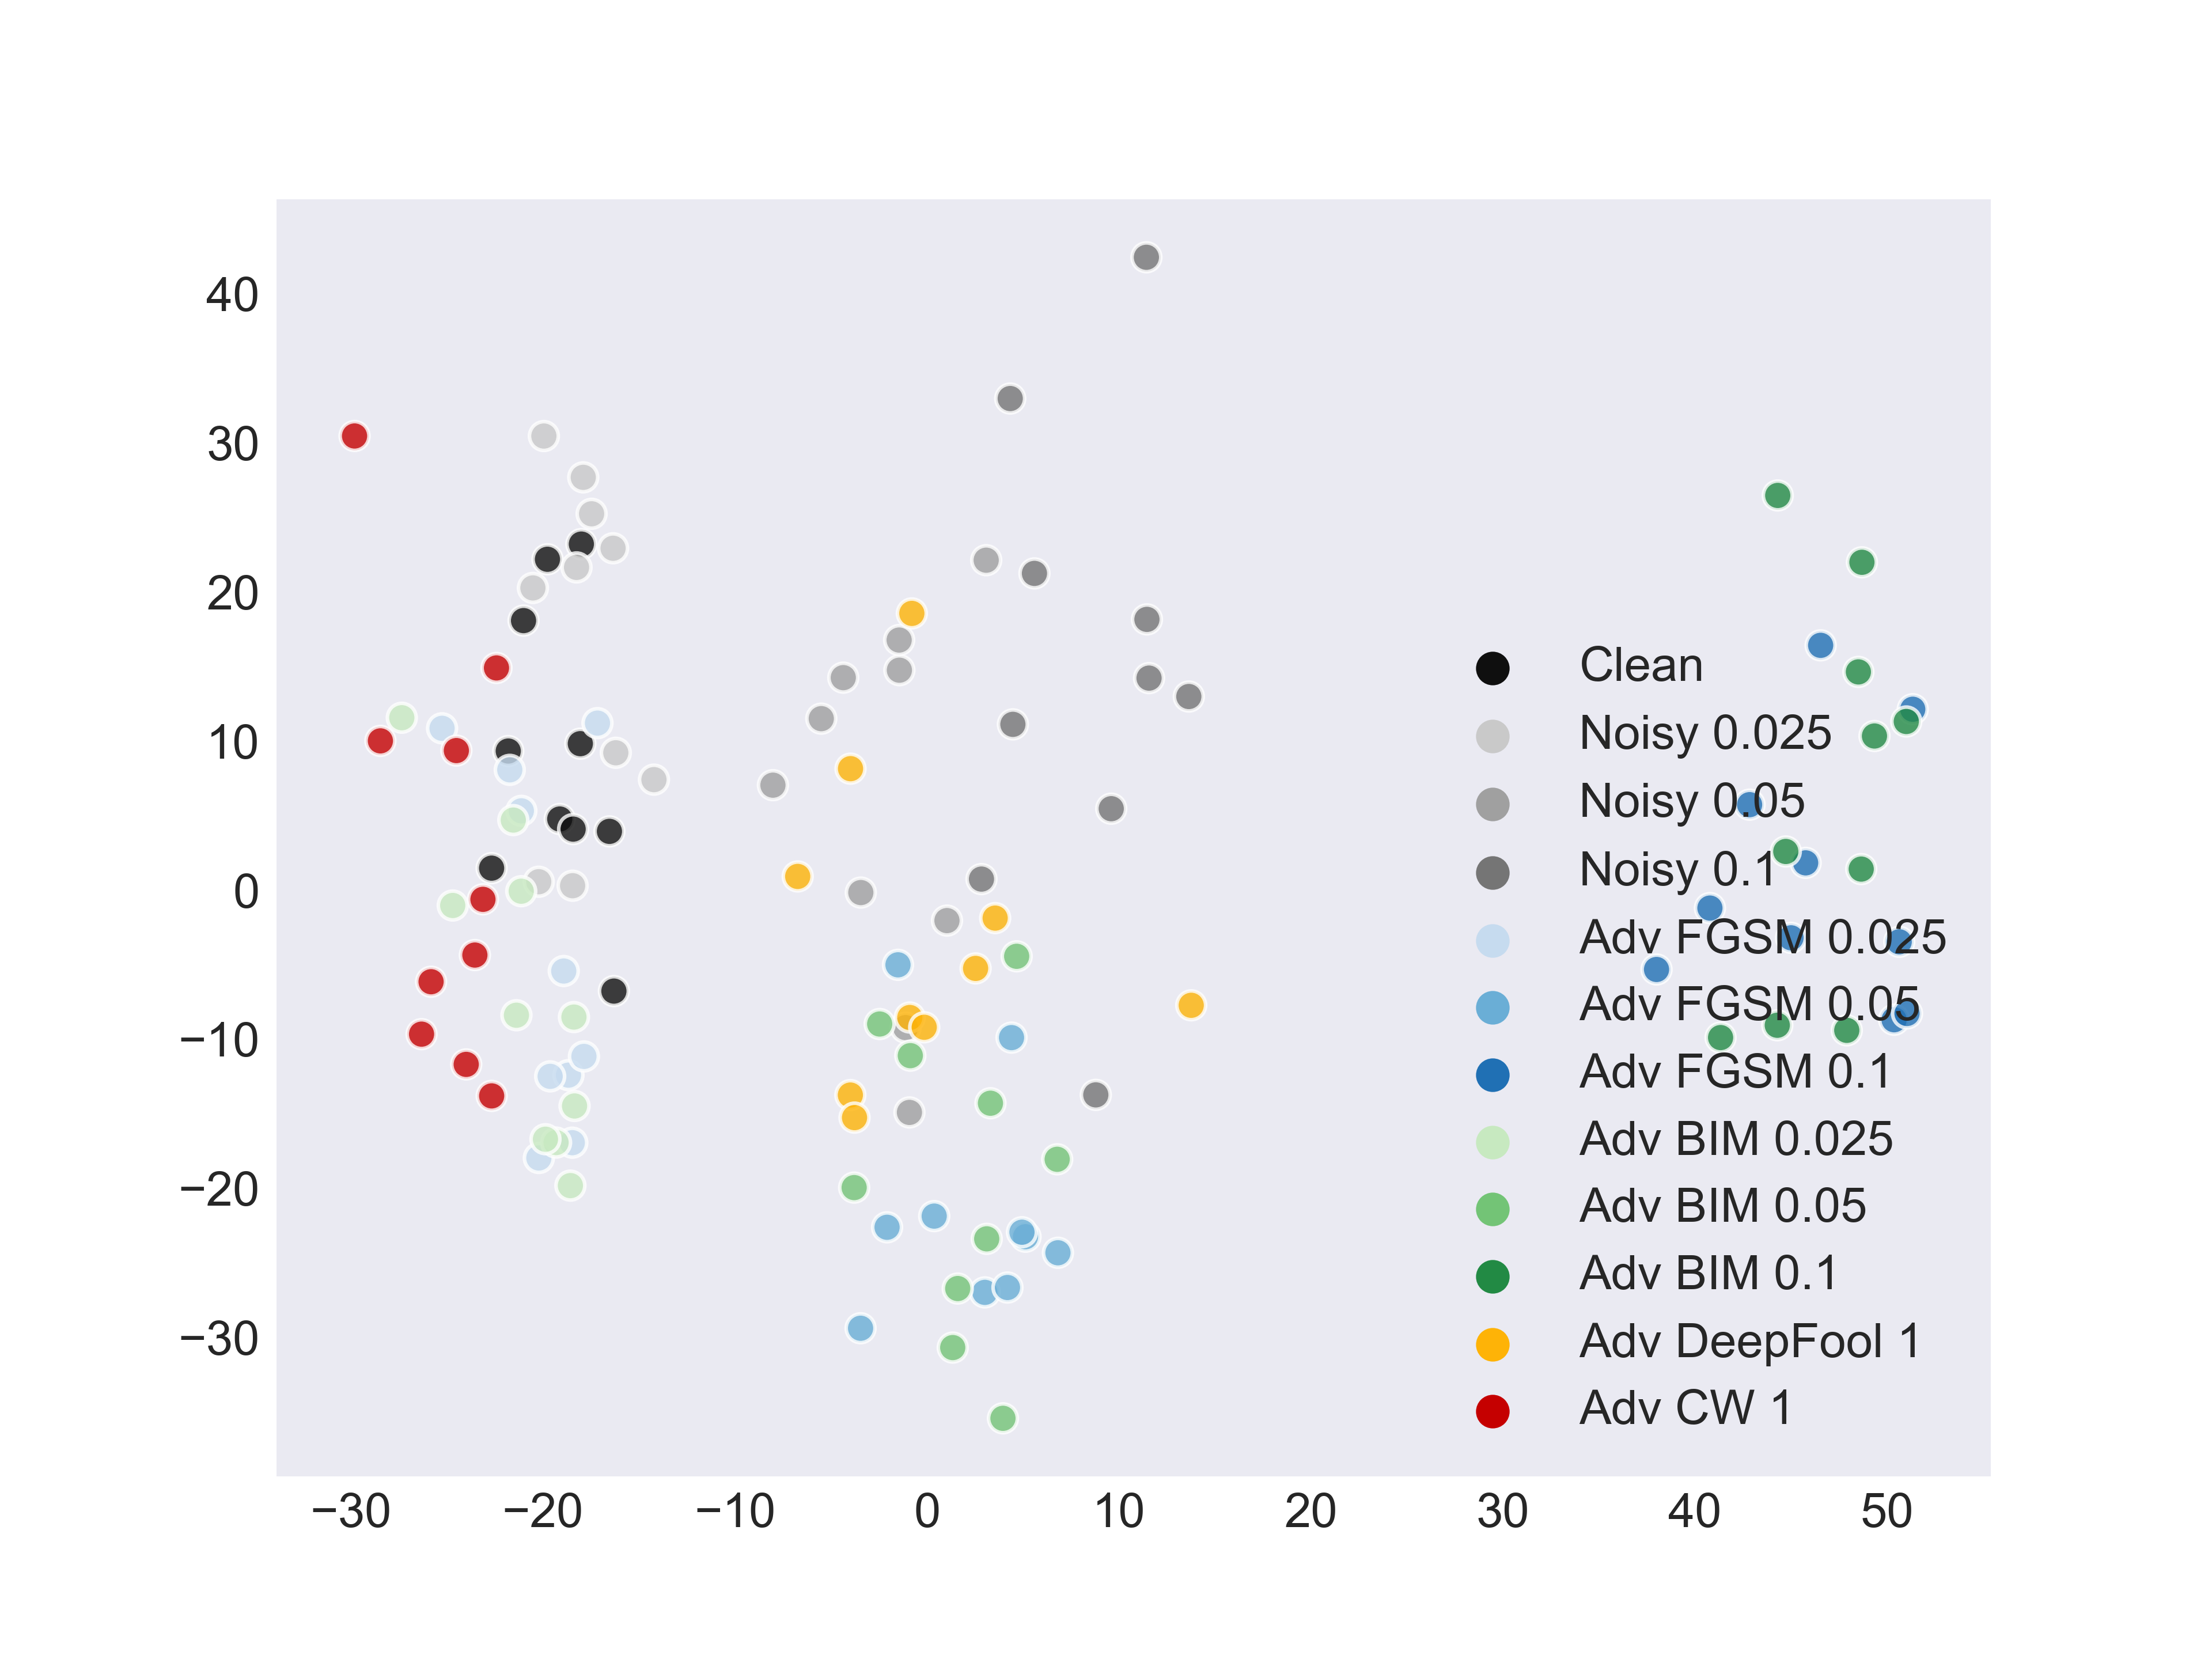 40
30
20
10
0
−10
−20
−30
−30 −20 −10 0 10 20 30 40 50
Clean
Noisy 0.025
Noisy 0.05
Noisy 0.1
Adv FGSM 0.025
Adv FGSM 0.05
Adv FGSM 0.1
Adv BIM 0.025
Adv BIM 0.05
Adv BIM 0.1
Adv DeepFool 1
Adv CW 1